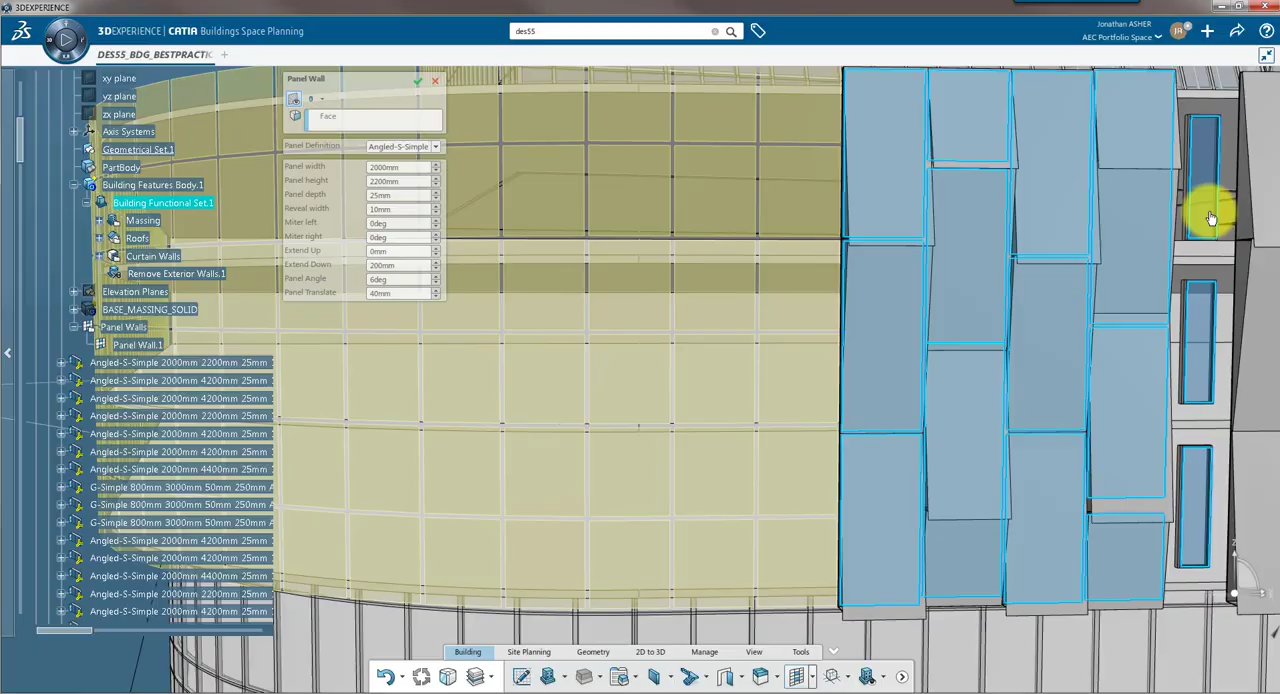 3DEXPERIENCE
3DEXPERIENCE | CATIA Buildings Space Planning
des55
Jonathan ASHER
AEC Portfolio Space
DES55_BDG_BESTPRACTIC
xy plane
yz plane
zx plane
Axis Systems
Geometrical Set.1
PartBody
Building Features Body.1
Building Functional Set.1
Massing
Roofs
Curtain Walls
Remove Exterior Walls.1
Elevation Planes
BASE_MASSING_SOLID
Panel Walls
Panel Wall.1
Angled-S-Simple 2000mm 2200mm 25mm
Angled-S-Simple 2000mm 4200mm 25mm
Angled-S-Simple 2000mm 4200mm 25mm
Angled-S-Simple 2000mm 2200mm 25mm
Angled-S-Simple 2000mm 4200mm 25mm
Angled-S-Simple 2000mm 4200mm 25mm
Angled-S-Simple 2000mm 4400mm 25mm
G-Simple 800mm 3000mm 50mm 250mm A
G-Simple 800mm 3000mm 50mm 250mm A
G-Simple 800mm 3000mm 50mm 250mm A
Angled-S-Simple 2000mm 4200mm 25mm
Angled-S-Simple 2000mm 4200mm 25mm
Angled-S-Simple 2000mm 4400mm 25mm
Angled-S-Simple 2000mm 2200mm 25mm
Angled-S-Simple 2000mm 4200mm 25mm
Panel Wall
Face
Panel Definition Angled-S-Simple
Panel width 2000mm
Panel height 2200mm
Panel depth 25mm
Reveal width 10mm
Miter left 0deg
Miter right 0deg
Extend Up 0mm
Extend Down 200mm
Panel Angle 6deg
Panel Translate 40mm
Building Site Planning Geometry 2D to 3D Manage View Tools